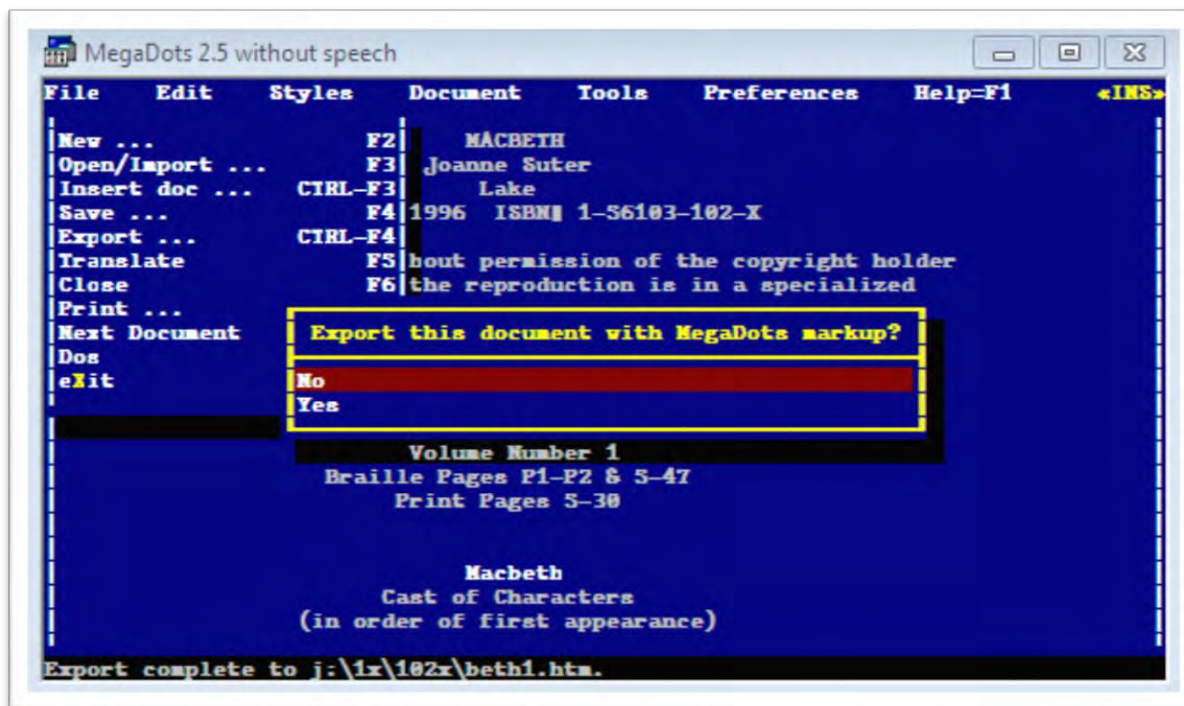 MegaDots 2.5 without speech
File Edit Styles Document Tools Preferences Help=F1 «INS»
New ... F2 MACBETH
Open/Import ... F3 Joanne Suter
Insert doc ... CTRL-F3 Lake
Save ... F4 1996 ISBN 1-56103-102-X
Export ... CTRL-F4
Translate F5 bout permission of the copyright holder
Close F6 the reproduction is in a specialized
Print ...
Next Document Export this document with MegaDots markup?
Dos
eXit No
Yes
Volume Number 1
Braille Pages P1-P2 & 5-47
Print Pages 5-30
Macbeth
Cast of Characters
(in order of first appearance)
Export complete to j:\1x\102x\beth1.htm.